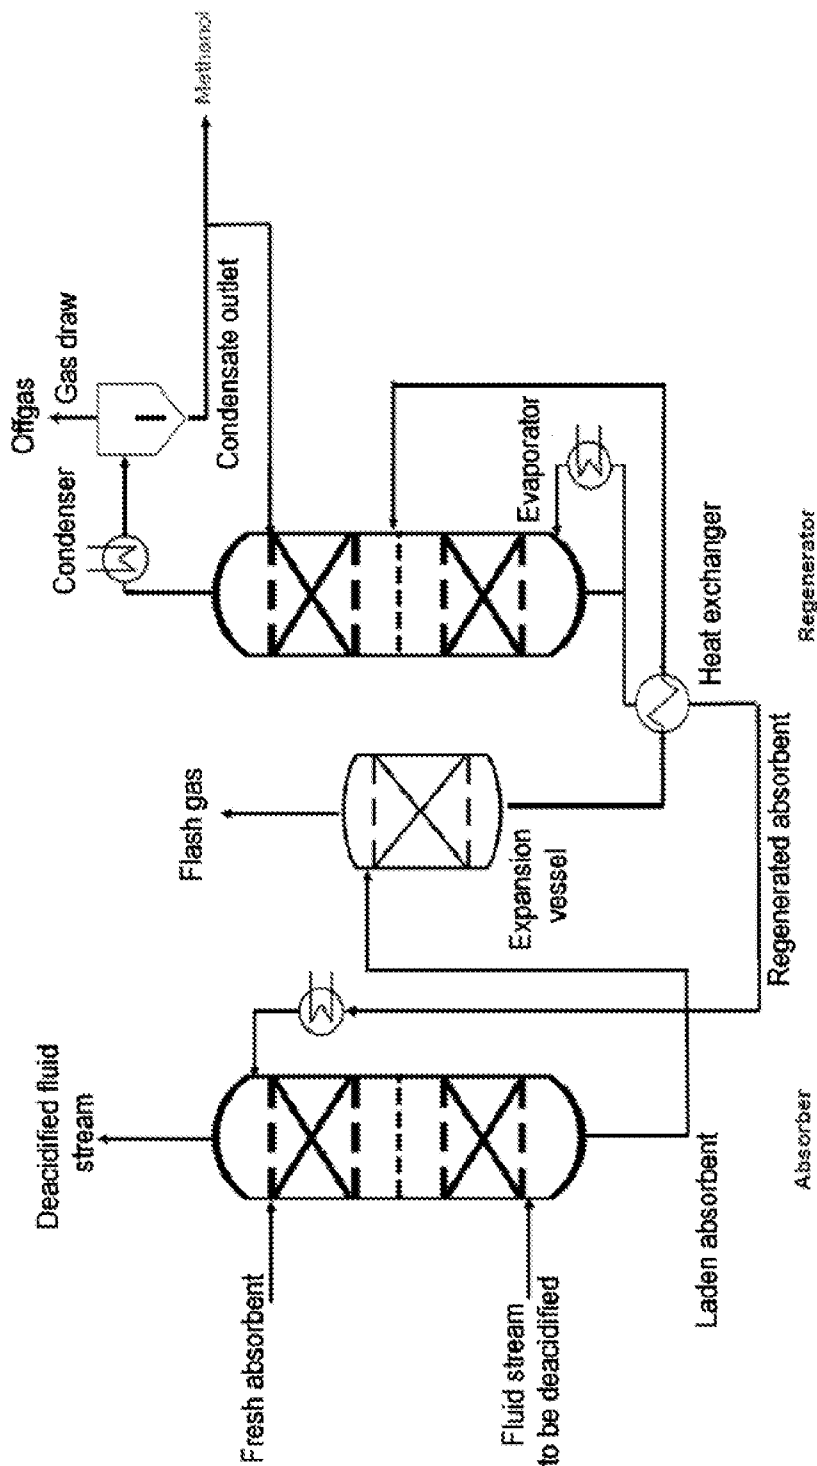 Deacidified fluid
stream
Fresh absorbent
Fluid stream
to be deacidified
Laden absorbent
Absorber
Flash gas
Expansion
vessel
Regenerated absorbent
Heat exchanger
Regenerator
Evaporator
Condenser
Offgas
Gas draw
Condensate outlet
Methanol